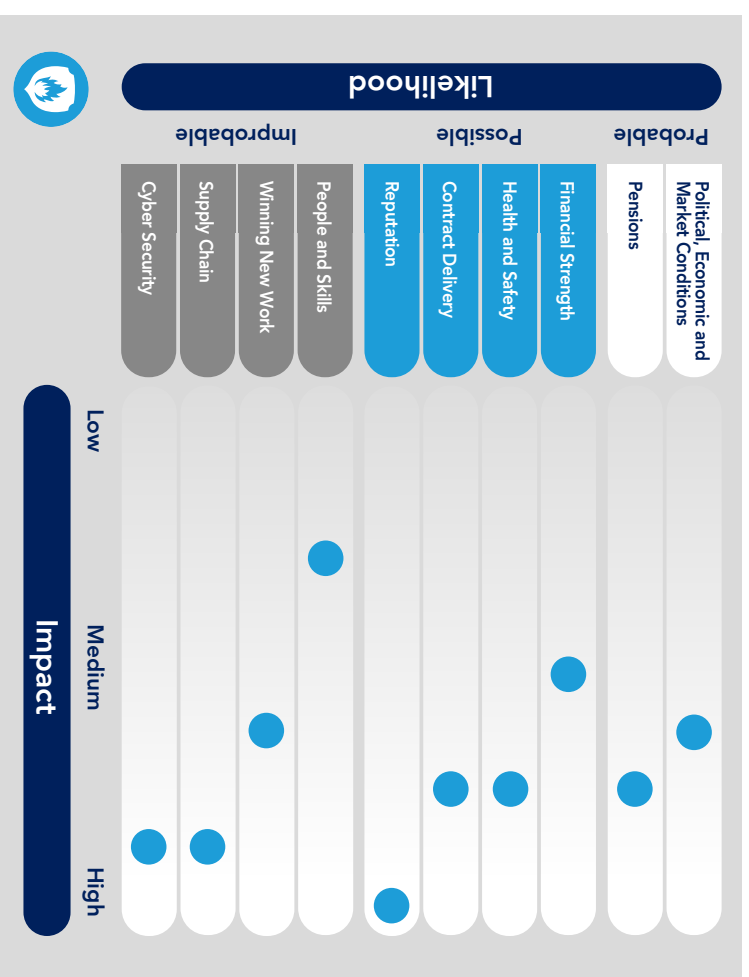 Likelihood
Probable
Possible
Improbable
Political, Economic and
Market Conditions
Pensions
Financial Strength
Health and Safety
Contract Delivery
Reputation
People and Skills
Winning New Work
Supply Chain
Cyber Security
Low
Medium
High
Impact